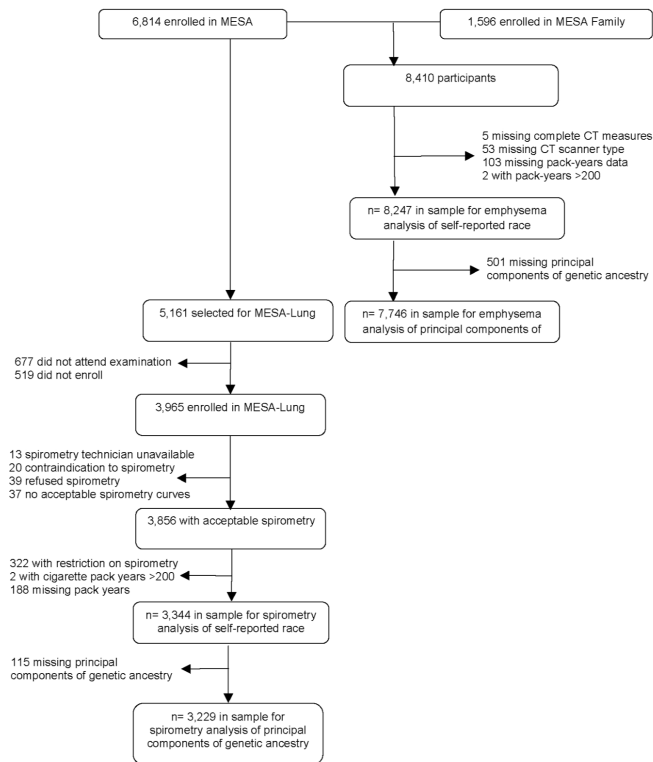 6,814 enrolled in MESA
1,596 enrolled in MESA Family
8,410 participants
5 missing complete CT measures
53 missing CT scanner type
103 missing pack-years data
2 with pack-years >200
n= 8,247 in sample for emphysema
analysis of self-reported race
501 missing principal
components of genetic ancestry
n= 7,746 in sample for emphysema
analysis of principal components of
5,161 selected for MESA-Lung
677 did not attend examination
519 did not enroll
3,965 enrolled in MESA-Lung
13 spirometry technician unavailable
20 contraindication to spirometry
39 refused spirometry
37 no acceptable spirometry curves
3,856 with acceptable spirometry
322 with restriction on spirometry
2 with cigarette pack years >200
188 missing pack years
n= 3,344 in sample for spirometry
analysis of self-reported race
115 missing principal
components of genetic ancestry
n= 3,229 in sample for
spirometry analysis of principal
components of genetic ancestry